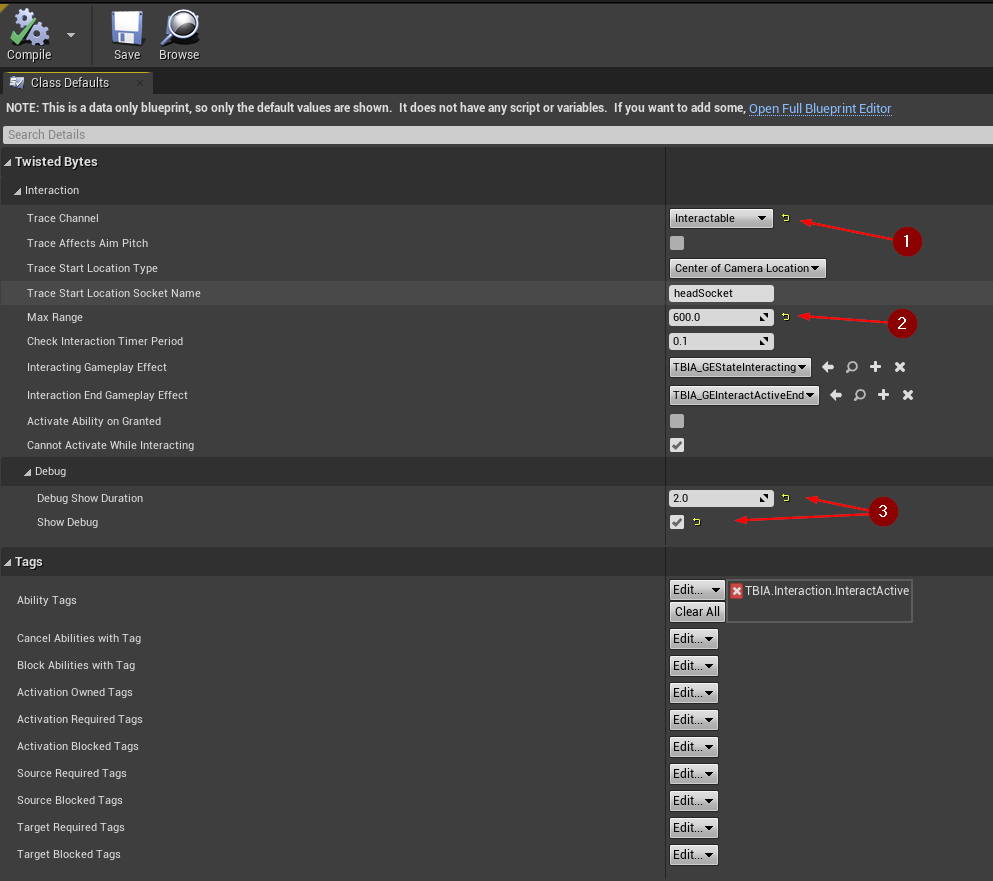 Compile
Save
Browse
Class Defaults
NOTE: This is a data only blueprint, so only the default values are shown.  It does not have any script or variables.  If you want to add some, Open Full Blueprint Editor
Search Details
Twisted Bytes
Interaction
Trace Channel
Interactable
1
Trace Affects Aim Pitch
Trace Start Location Type
Center of Camera Location
Trace Start Location Socket Name
headSocket
Max Range
600.0
2
Check Interaction Timer Period
0.1
Interacting Gameplay Effect
TBIA_GEStateInteracting
Interaction End Gameplay Effect
TBIA_GEInteractActiveEnd
Activate Ability on Granted
Cannot Activate While Interacting
Debug
Debug Show Duration
2.0
3
Show Debug
Tags
Ability Tags
Edit...
TBIA.Interaction.InteractActive
Clear All
Cancel Abilities with Tag
Edit...
Block Abilities with Tag
Edit...
Activation Owned Tags
Edit...
Activation Required Tags
Edit...
Activation Blocked Tags
Edit...
Source Required Tags
Edit...
Source Blocked Tags
Edit...
Target Required Tags
Edit...
Target Blocked Tags
Edit...